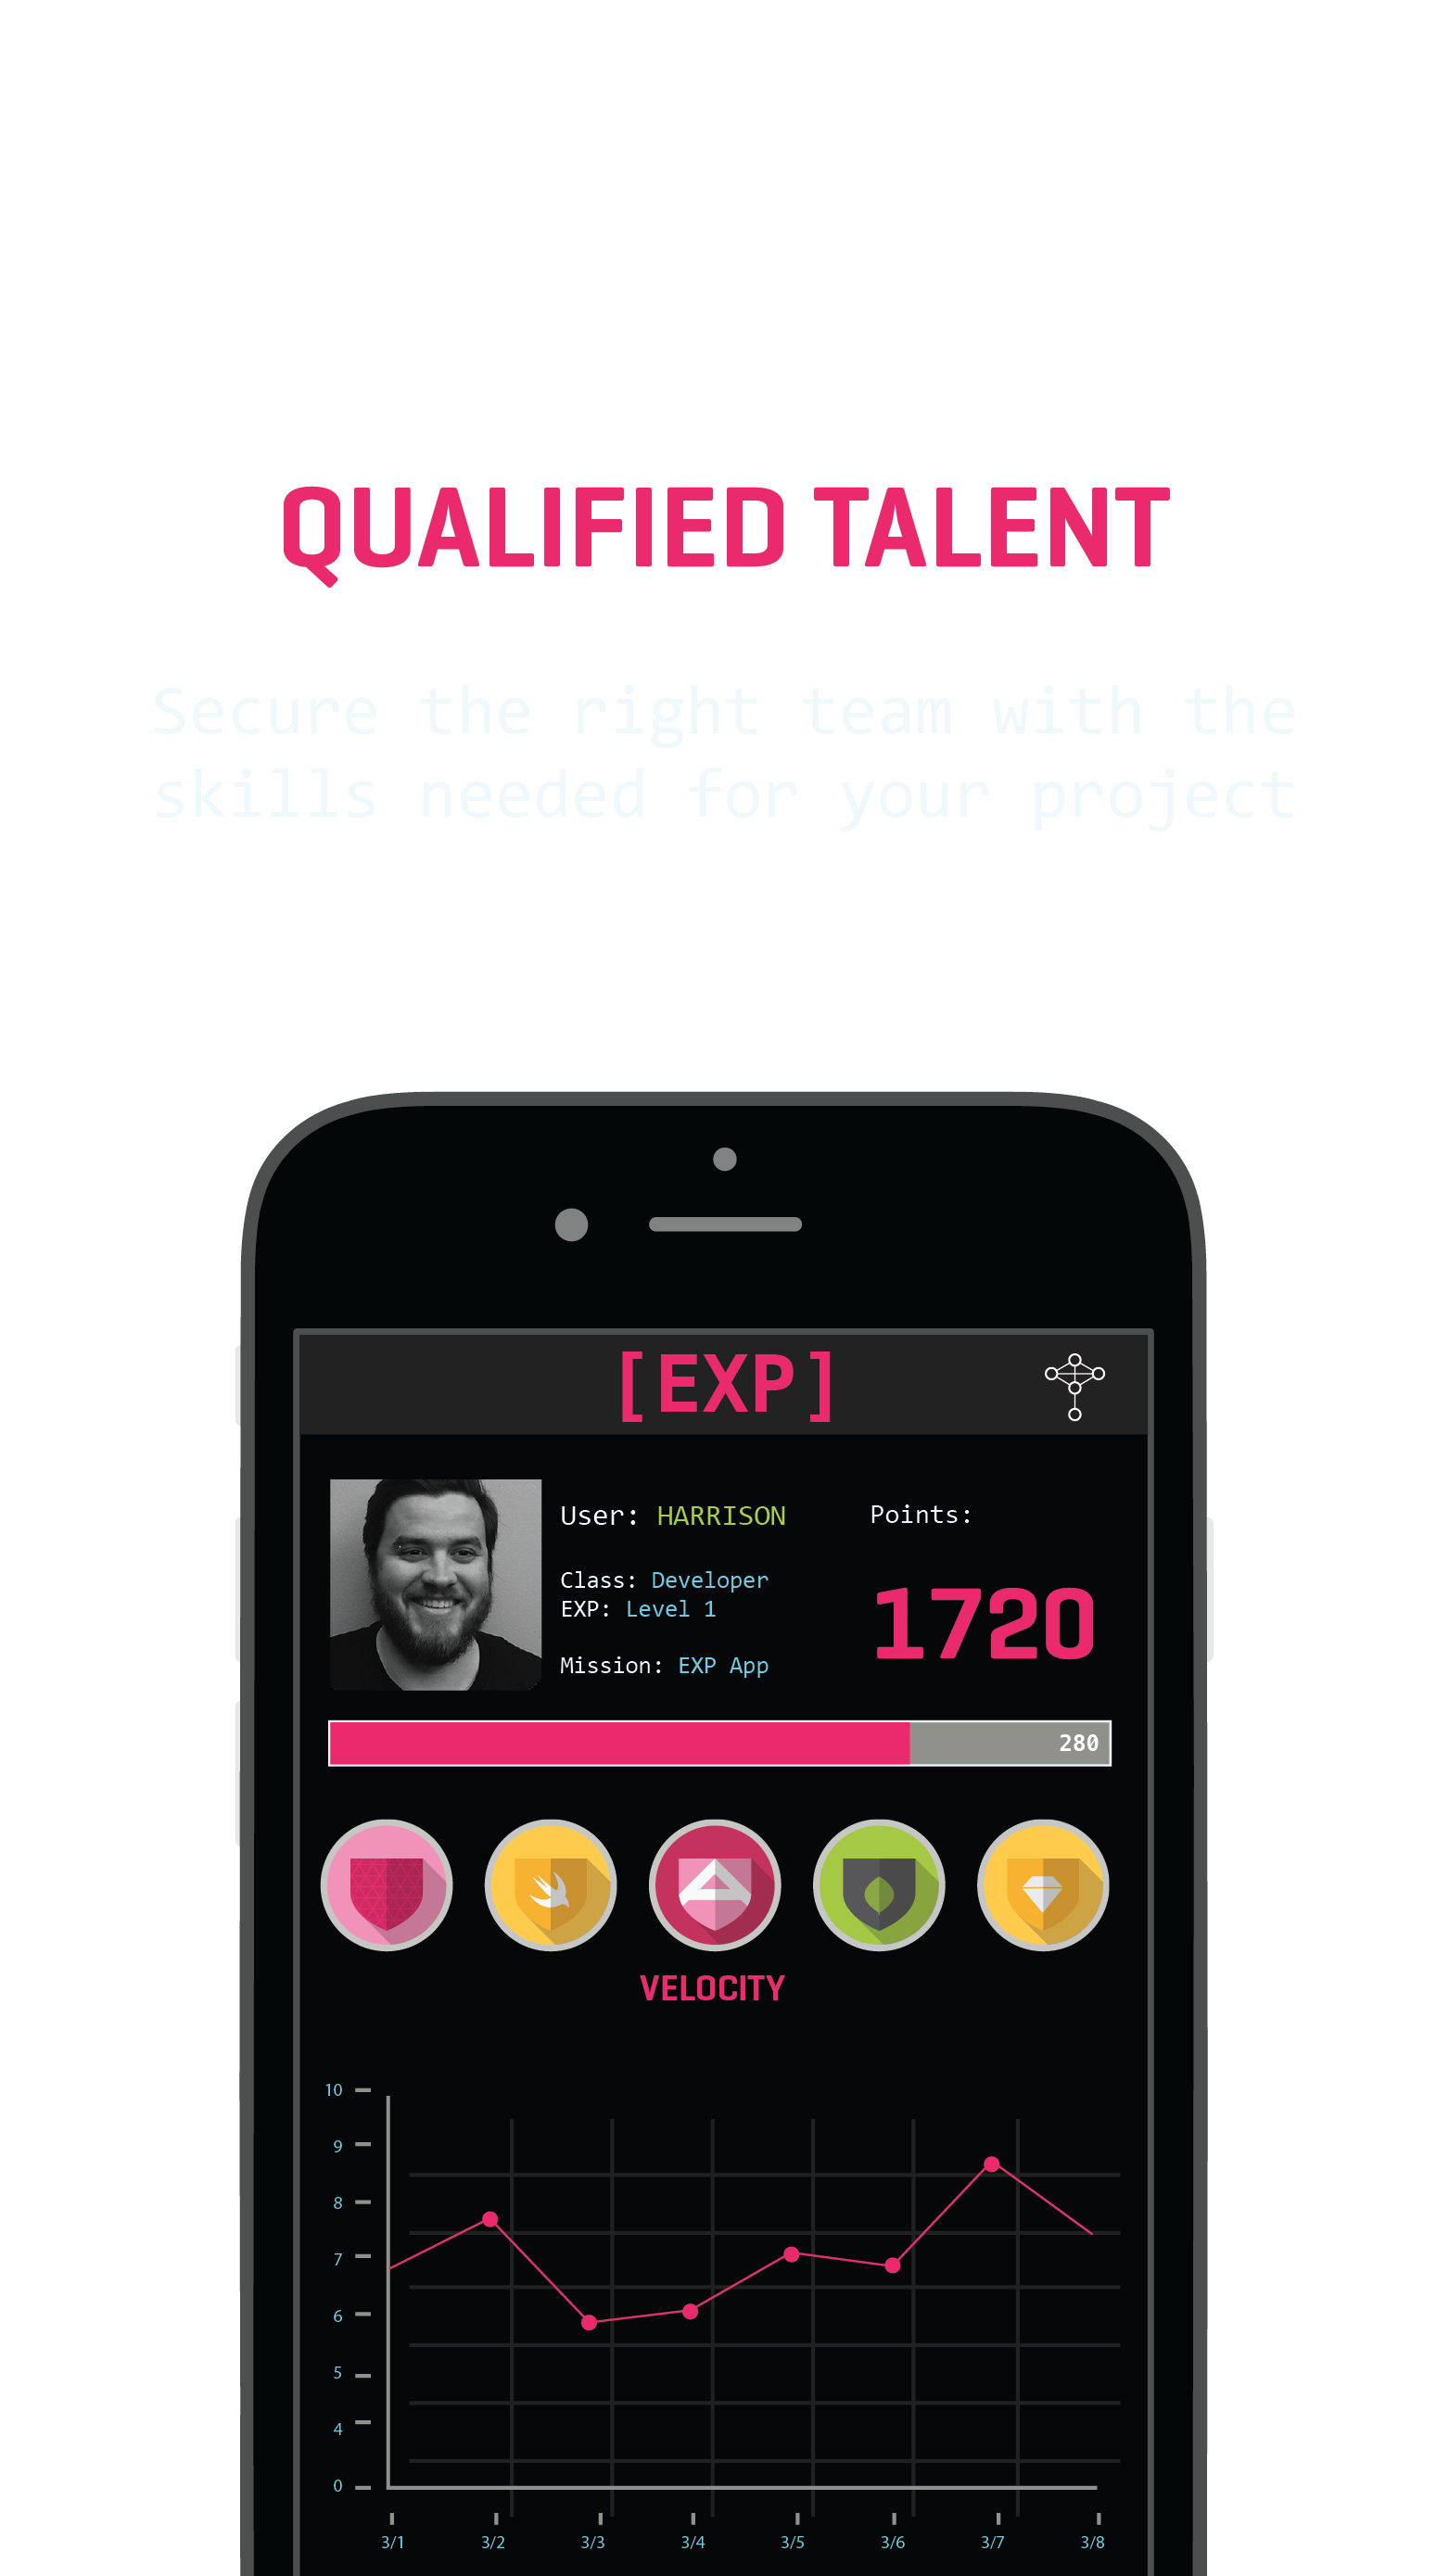 QUALIFIED TALENT
Secure the right team with the
skills needed for your project
[EXP]
User: HARRISON
Points:
Class: Developer
EXP: Level 1
1720
Mission: EXP App
280
VELOCITY
10
9
8
7
6
5
4
0
3/1 3/2 3/3 3/4 3/5 3/6 3/7 3/8